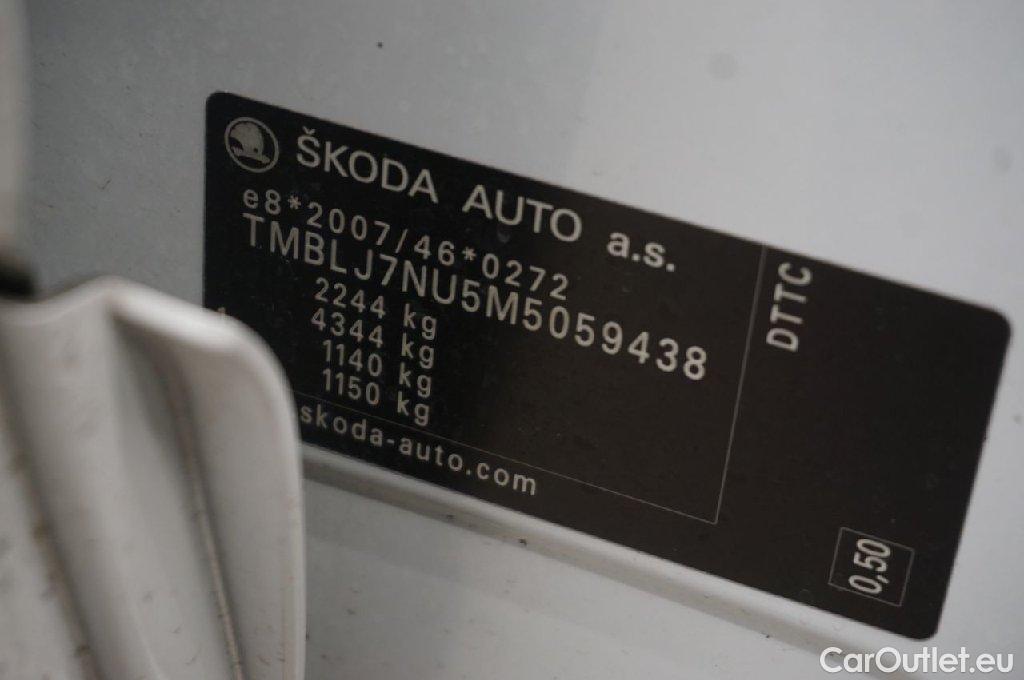 ŠKODA AUTO a.s.
e8*2007/46*0272
TMBLJ7NU5M5059438
2244 kg
4344 kg
1140 kg
1150 kg
skoda-auto.com
DTTC
0,50
CarOutlet.eu